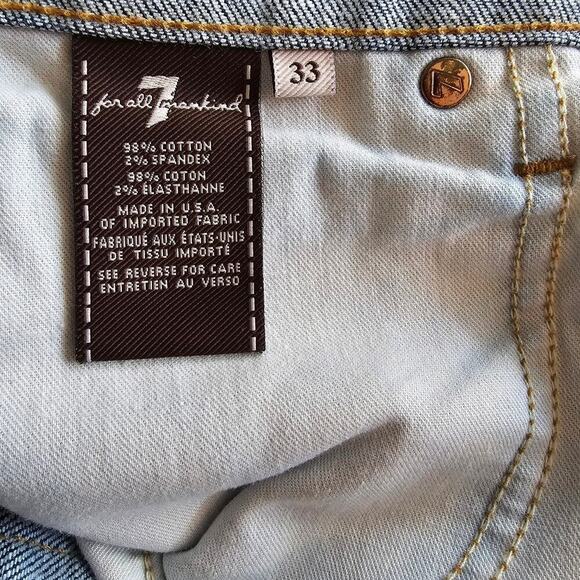 7
for all mankind
33
98% COTTON
2% SPANDEX
98% COTON
2% ÉLASTHANNE
MADE IN U.S.A.
OF IMPORTED FABRIC
FABRIQUÉ AUX ÉTATS-UNIS
DE TISSU IMPORTÉ
SEE REVERSE FOR CARE
ENTRETIEN AU VERSO
7